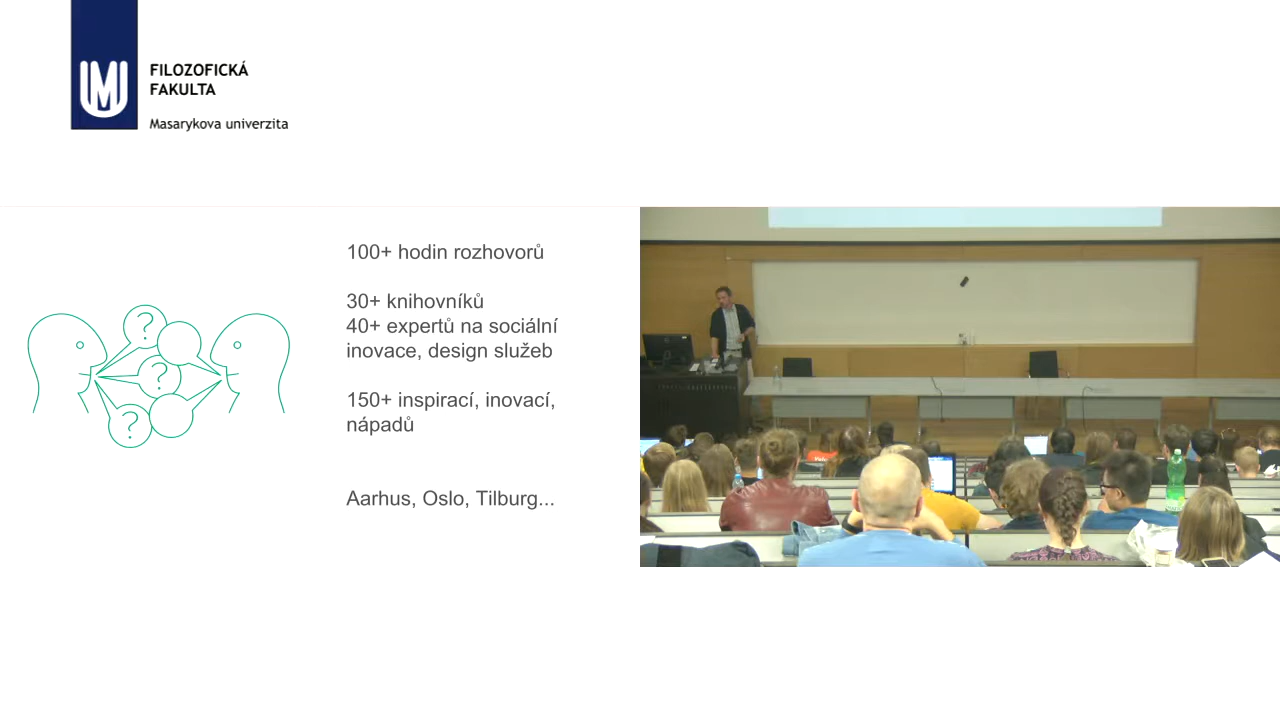 FILOZOFICKÁ
FAKULTA
Masarykova univerzita
100+ hodin rozhovorů
30+ knihovníků
40+ expertů na sociální
inovace, design služeb
150+ inspirací, inovací,
nápadů
Aarhus, Oslo, Tilburg...